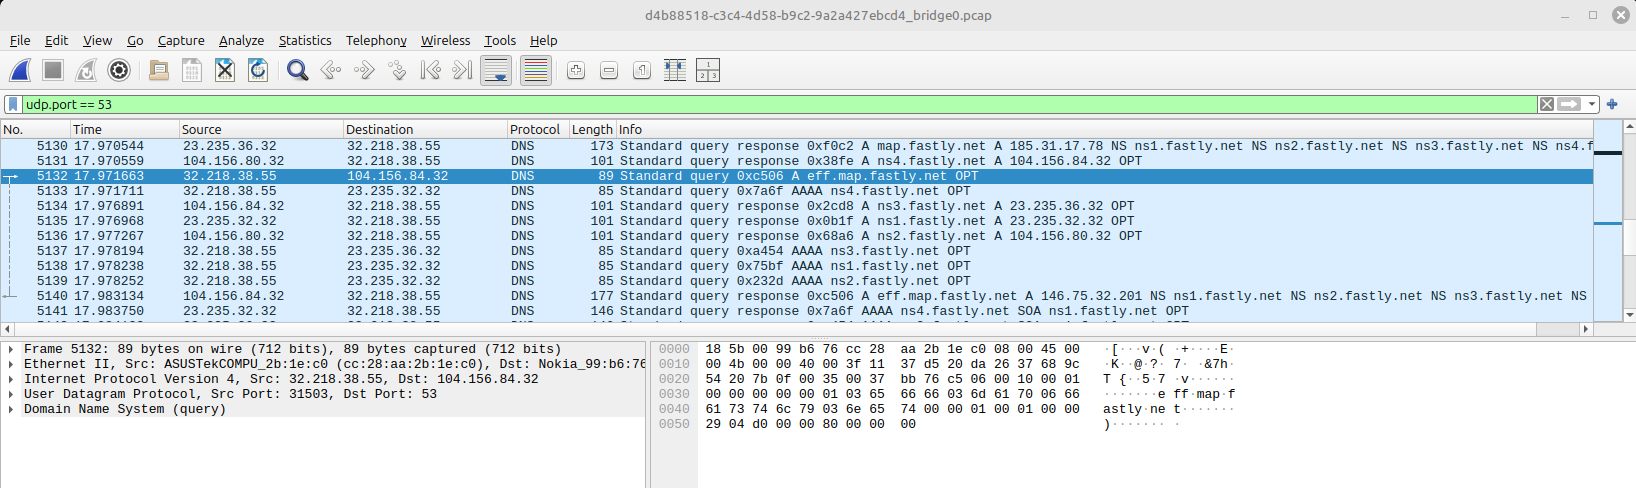 d4b88518-c3c4-4d58-b9c2-9a2a427ebcd4_bridge0.pcap
File Edit View Go Capture Analyze Statistics Telephony Wireless Tools Help
udp.port == 53
No. Time Source Destination Protocol Length Info
5130 17.970544 23.235.36.32 32.218.38.55 DNS 173 Standard query response 0xf0c2 A map.fastly.net A 185.31.17.78 NS ns1.fastly.net NS ns2.fastly.net NS ns3.fastly.net NS ns4.f
5131 17.970559 104.156.80.32 32.218.38.55 DNS 101 Standard query response 0x38fe A ns4.fastly.net A 104.156.84.32 OPT
5132 17.971663 32.218.38.55 104.156.84.32 DNS 89 Standard query 0xc506 A eff.map.fastly.net OPT
5133 17.971711 32.218.38.55 23.235.32.32 DNS 85 Standard query 0x7a6f AAAA ns4.fastly.net OPT
5134 17.976891 104.156.84.32 32.218.38.55 DNS 101 Standard query response 0x2cd8 A ns3.fastly.net A 23.235.36.32 OPT
5135 17.976968 23.235.32.32 32.218.38.55 DNS 101 Standard query response 0x0b1f A ns1.fastly.net A 23.235.32.32 OPT
5136 17.977267 104.156.80.32 32.218.38.55 DNS 101 Standard query response 0x68a6 A ns2.fastly.net A 104.156.80.32 OPT
5137 17.978194 32.218.38.55 23.235.36.32 DNS 85 Standard query 0xa454 AAAA ns3.fastly.net OPT
5138 17.978238 32.218.38.55 23.235.32.32 DNS 85 Standard query 0x75bf AAAA ns1.fastly.net OPT
5139 17.978252 32.218.38.55 23.235.32.32 DNS 85 Standard query 0x232d AAAA ns2.fastly.net OPT
5140 17.983134 104.156.84.32 32.218.38.55 DNS 177 Standard query response 0xc506 A eff.map.fastly.net A 146.75.32.201 NS ns1.fastly.net NS ns2.fastly.net NS ns3.fastly.net NS
5141 17.983750 23.235.32.32 32.218.38.55 DNS 146 Standard query response 0x7a6f AAAA ns4.fastly.net SOA ns1.fastly.net OPT
Frame 5132: 89 bytes on wire (712 bits), 89 bytes captured (712 bits)
Ethernet II, Src: ASUSTekCOMPU_2b:1e:c0 (cc:28:aa:2b:1e:c0), Dst: Nokia_99:b6:76
Internet Protocol Version 4, Src: 32.218.38.55, Dst: 104.156.84.32
User Datagram Protocol, Src Port: 31503, Dst Port: 53
Domain Name System (query)
0000 18 5b 00 99 b6 76 cc 28 aa 2b 1e c0 08 00 45 00 ·[···v·( ·+····E·
0010 00 4b 00 00 40 00 3f 11 37 d5 20 da 26 37 68 9c ·K··@·?· 7· ·&7h·
0020 54 20 7b 0f 00 35 00 37 bb 76 c5 06 00 10 00 01 T {··5·7 ·v······
0030 00 00 00 00 00 01 03 65 66 66 03 6d 61 70 06 66 ·······e ff·map·f
0040 61 73 74 6c 79 03 6e 65 74 00 00 01 00 01 00 00 astly·ne t·······
0050 29 04 d0 00 00 80 00 00 00 )······· ·